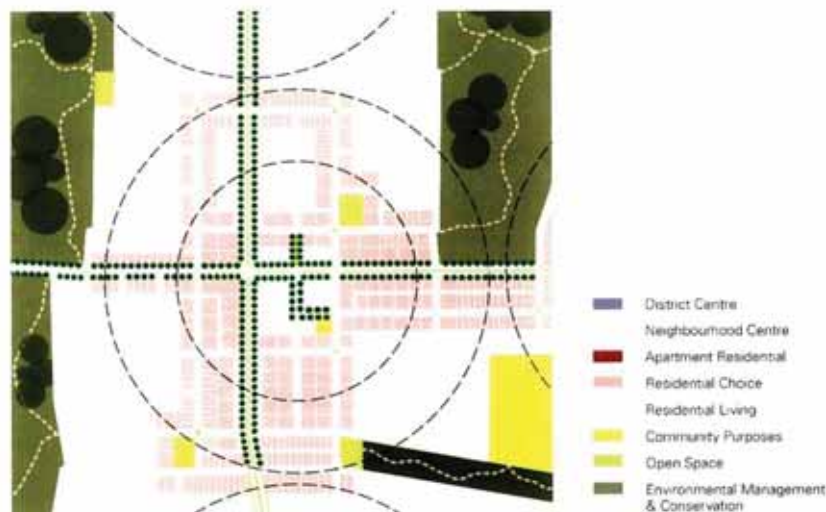 District Centre
Neighbourhood Centre
Apartment Residential
Residential Choice
Residential Living
Community Purposes
Open Space
Environmental Management
& Conservation